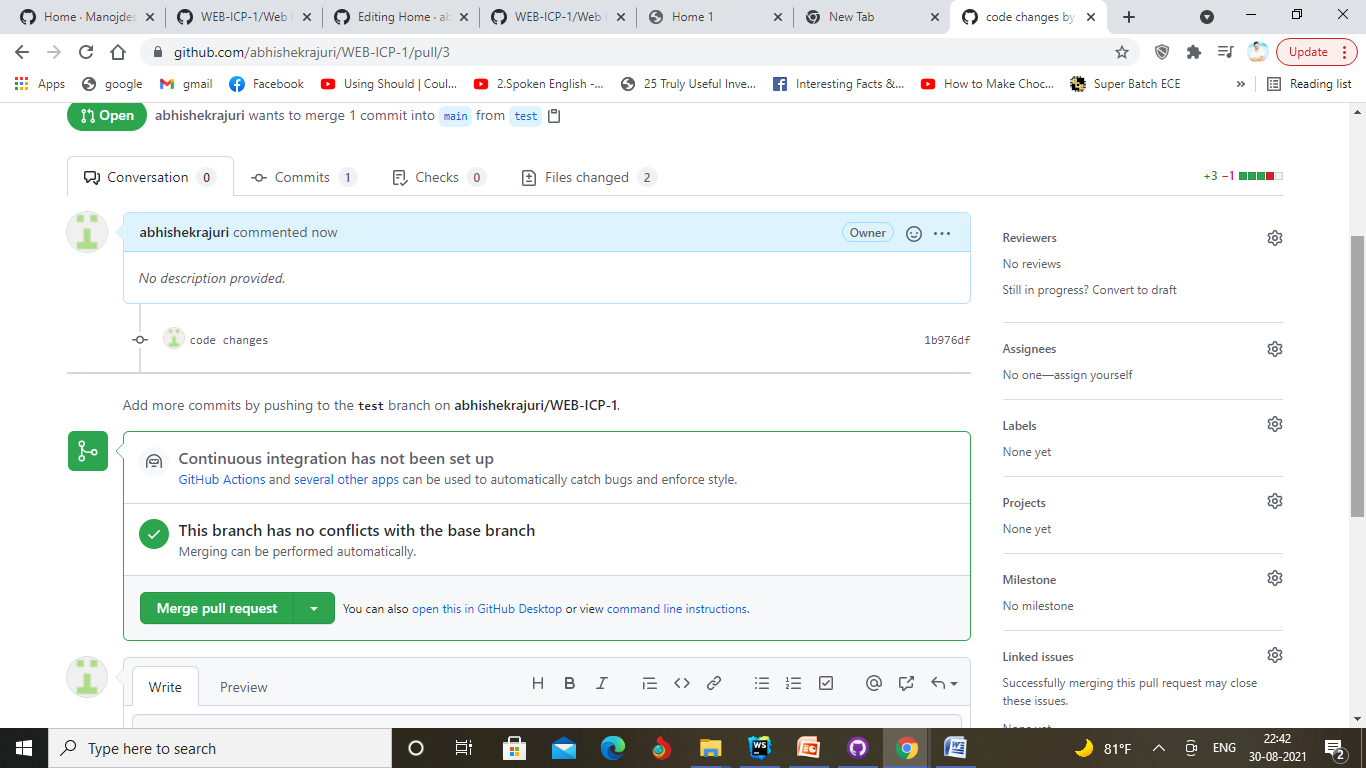 Home · Manojdes
WEB-ICP-1/Web I
Editing Home · ab
WEB-ICP-1/Web I
Home 1
New Tab
code changes by
github.com/abhishekrajuri/WEB-ICP-1/pull/3
Update
Apps
google
gmail
Facebook
Using Should | Coul...
2.Spoken English -...
25 Truly Useful Inve...
Interesting Facts &...
How to Make Choc...
Super Batch ECE
»
Reading list
Open
abhishekrajuri wants to merge 1 commit into main from test
Conversation 0
Commits 1
Checks 0
Files changed 2
+3 −1
abhishekrajuri commented now
Owner
No description provided.
code changes
1b976df
Add more commits by pushing to the test branch on abhishekrajuri/WEB-ICP-1.
Continuous integration has not been set up
GitHub Actions and several other apps can be used to automatically catch bugs and enforce style.
This branch has no conflicts with the base branch
Merging can be performed automatically.
Merge pull request
You can also open this in GitHub Desktop or view command line instructions.
Write
Preview
Reviewers
No reviews
Still in progress? Convert to draft
Assignees
No one—assign yourself
Labels
None yet
Projects
None yet
Milestone
No milestone
Linked issues
Successfully merging this pull request may close
these issues.
Type here to search
81°F
ENG
22:42
30-08-2021
2